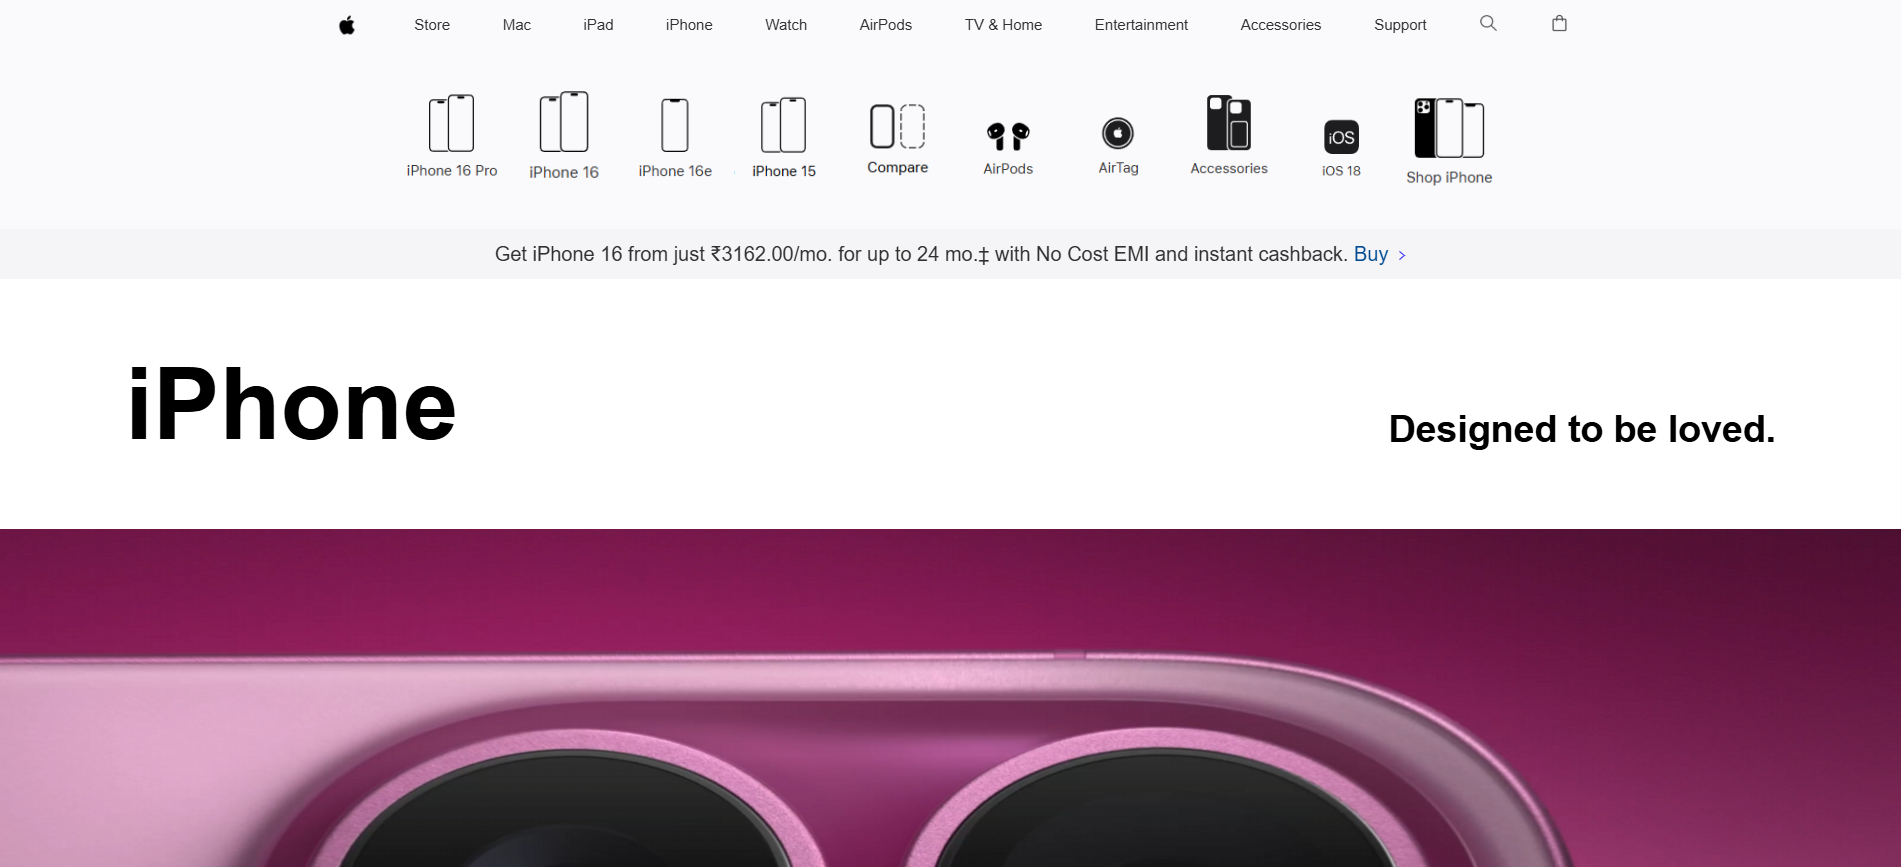 Store Mac iPad iPhone Watch AirPods TV & Home Entertainment Accessories Support
iPhone 16 Pro iPhone 16 iPhone 16e iPhone 15 Compare AirPods AirTag Accessories iOS iOS 18 Shop iPhone
Get iPhone 16 from just ₹3162.00/mo. for up to 24 mo.‡ with No Cost EMI and instant cashback. Buy >
iPhone
Designed to be loved.